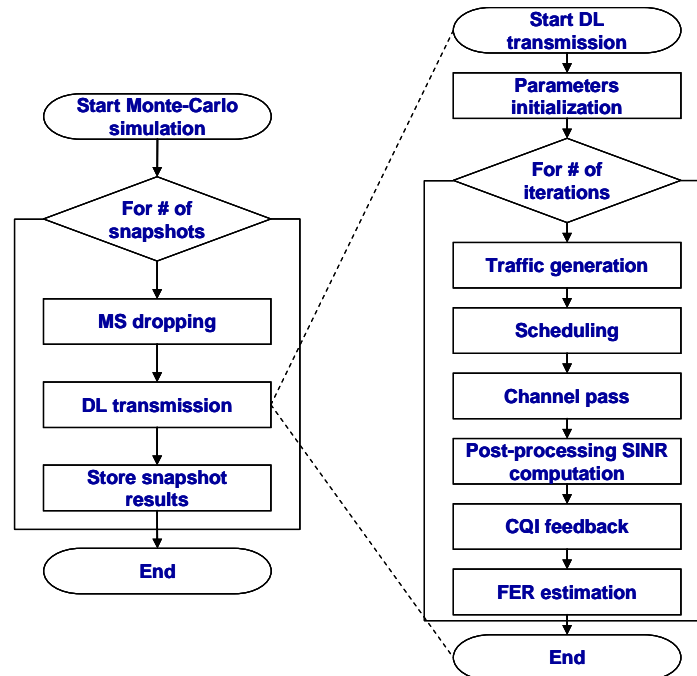 Start Monte-Carlo
simulation
For # of
snapshots
MS dropping
DL transmission
Store snapshot
results
End
Start DL
transmission
Parameters
initialization
For # of
iterations
Traffic generation
Scheduling
Channel pass
Post-processing SINR
computation
CQI feedback
FER estimation
End